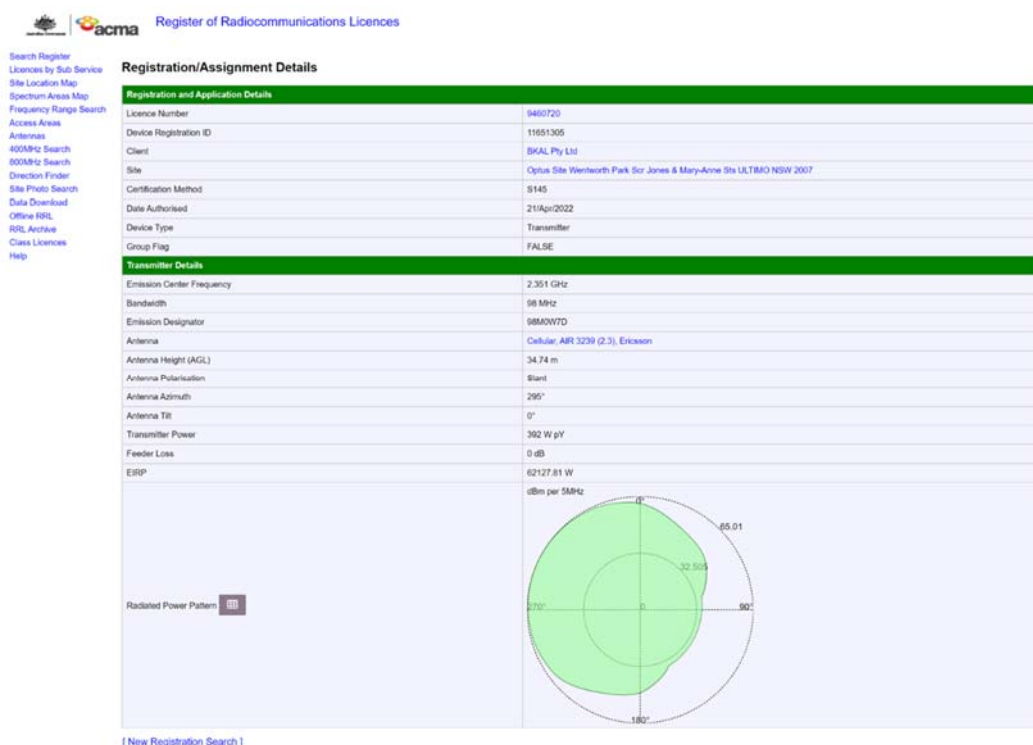 acma
Register of Radiocommunications Licences
Search Register
Licences by Sub Service
Site Location Map
Spectrum Areas Map
Frequency Range Search
Access Areas
Antennas
400MHz Search
800MHz Search
Direction Finder
Site Photo Search
Data Download
Offline RRL
RRL Archive
Class Licences
Help
Registration/Assignment Details
Registration and Application Details
Licence Number 9460720
Device Registration ID 11651305
Client BKAL Pty Ltd
Site Optus Site Wentworth Park Scr Jones & Mary-Anne Sts ULTIMO NSW 2007
Certification Method S145
Date Authorised 21/Apr/2022
Device Type Transmitter
Group Flag FALSE
Transmitter Details
Emission Center Frequency 2.351 GHz
Bandwidth 98 MHz
Emission Designator 98M0W7D
Antenna Cellular, AIR 3239 (2.3), Ericsson
Antenna Height (AGL) 34.74 m
Antenna Polarisation Slant
Antenna Azimuth 295°
Antenna Tilt 0°
Transmitter Power 392 W pY
Feeder Loss 0 dB
EIRP 62127.81 W
Radiated Power Pattern
dBm per 5MHz
0°
65.01
32.505
270°
0
90°
180°
[ New Registration Search ]